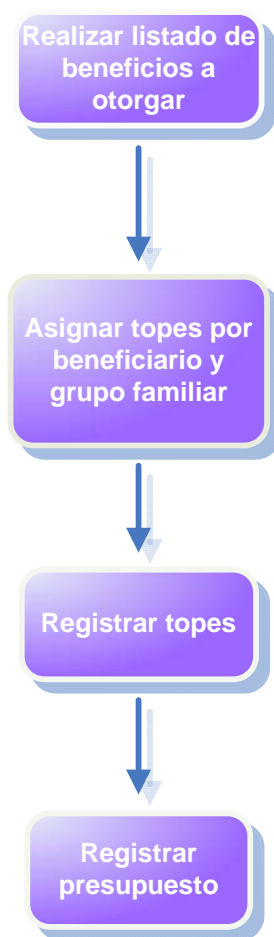 Realizar listado de
beneficios a
otorgar
Asignar topes por
beneficiario y
grupo familiar
Registrar topes
Registrar
presupuesto